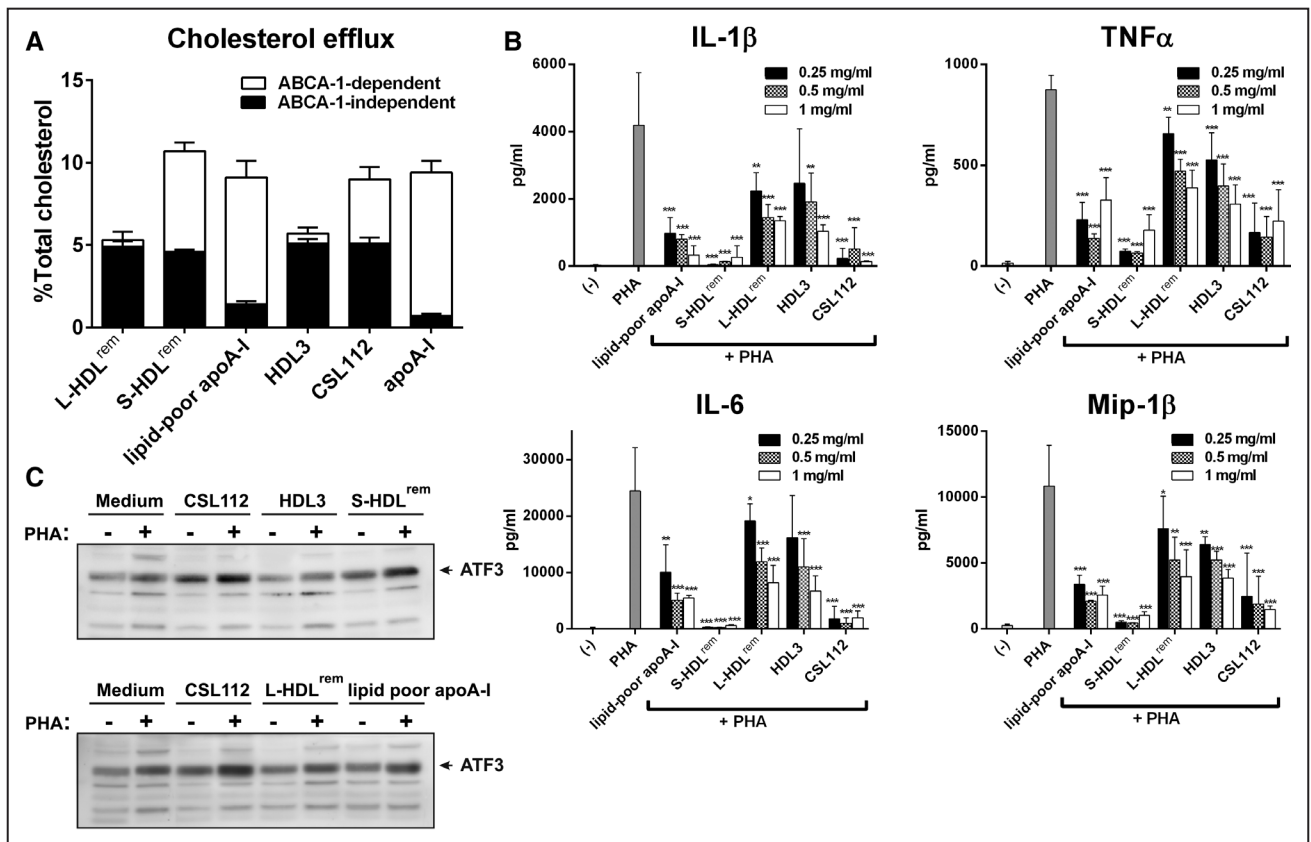 A
Cholesterol efflux
ABCA-1-dependent
ABCA-1-independent
%Total cholesterol
15
10
5
0
L-HDL rem
S-HDL rem
lipid-poor apoA-I
HDL3
CSL112
apoA-I
B
IL-1β
0.25 mg/ml
0.5 mg/ml
1 mg/ml
pg/ml
6000
4000
2000
0
*** *** *** *** *** ** *** *** ** *** *** ***
(-)
PHA
lipid-poor apoA-I
S-HDL rem
L-HDL rem
HDL3
CSL112
+ PHA
TNFα
0.25 mg/ml
0.5 mg/ml
1 mg/ml
pg/ml
1000
500
0
*** *** *** *** *** *** ** *** *** *** *** *** *** *** ***
(-)
PHA
lipid-poor apoA-I
S-HDL rem
L-HDL rem
HDL3
CSL112
+ PHA
IL-6
0.25 mg/ml
0.5 mg/ml
1 mg/ml
pg/ml
30000
20000
10000
0
** *** *** *** *** *** * *** *** *** *** *** *** ***
(-)
PHA
lipid-poor apoA-I
S-HDL rem
L-HDL rem
HDL3
CSL112
+ PHA
Mip-1β
0.25 mg/ml
0.5 mg/ml
1 mg/ml
pg/ml
15000
10000
5000
0
*** *** *** *** *** *** * ** *** ** *** *** *** *** ***
(-)
PHA
lipid-poor apoA-I
S-HDL rem
L-HDL rem
HDL3
CSL112
+ PHA
C
Medium CSL112 HDL3 S-HDL rem
PHA: - + - + - + - +
ATF3
Medium CSL112 L-HDL rem lipid poor apoA-I
PHA: - + - + - + - +
ATF3